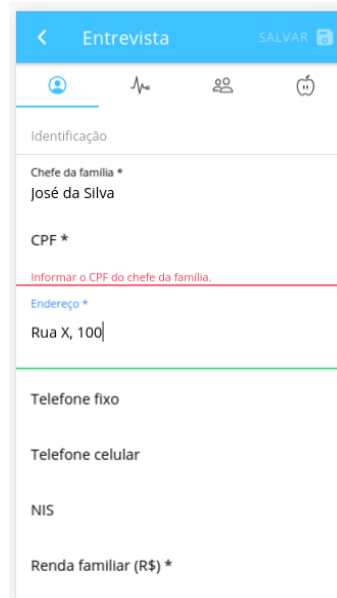 Entrevista
SALVAR
Identificação
Chefe da família *
José da Silva
CPF *
Informar o CPF do chefe da família.
Endereço *
Rua X, 100
Telefone fixo
Telefone celular
NIS
Renda familiar (R$) *